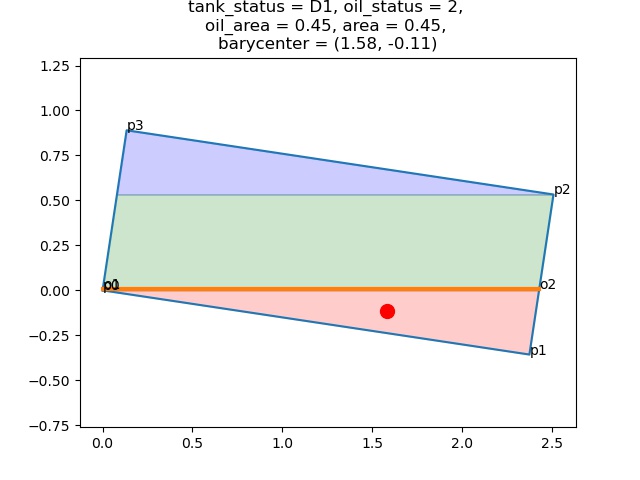 tank_status = D1, oil_status = 2,
oil_area = 0.45, area = 0.45,
barycenter = (1.58, -0.11)
1.25
1.00
0.75
0.50
0.25
0.00
−0.25
−0.50
−0.75
p3
p2
o2
p1
0.0 0.5 1.0 1.5 2.0 2.5